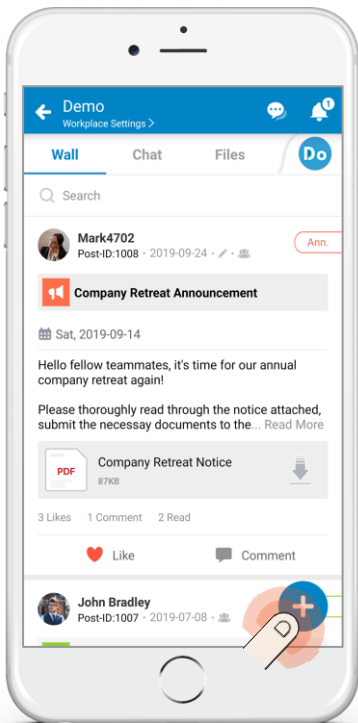 Demo
1
Workplace Settings >
Wall
Chat
Files
Do
Search
Mark4702
Post-ID:1008 · 2019-09-24
Ann.
Company Retreat Announcement
Sat, 2019-09-14
Hello fellow teammates, it's time for our annual
company retreat again!
Please thoroughly read through the notice attached,
submit the necessay documents to the... Read More
PDF
Company Retreat Notice
87KB
3 Likes 1 Comment 2 Read
Like
Comment
John Bradley
Post-ID:1007 · 2019-07-08